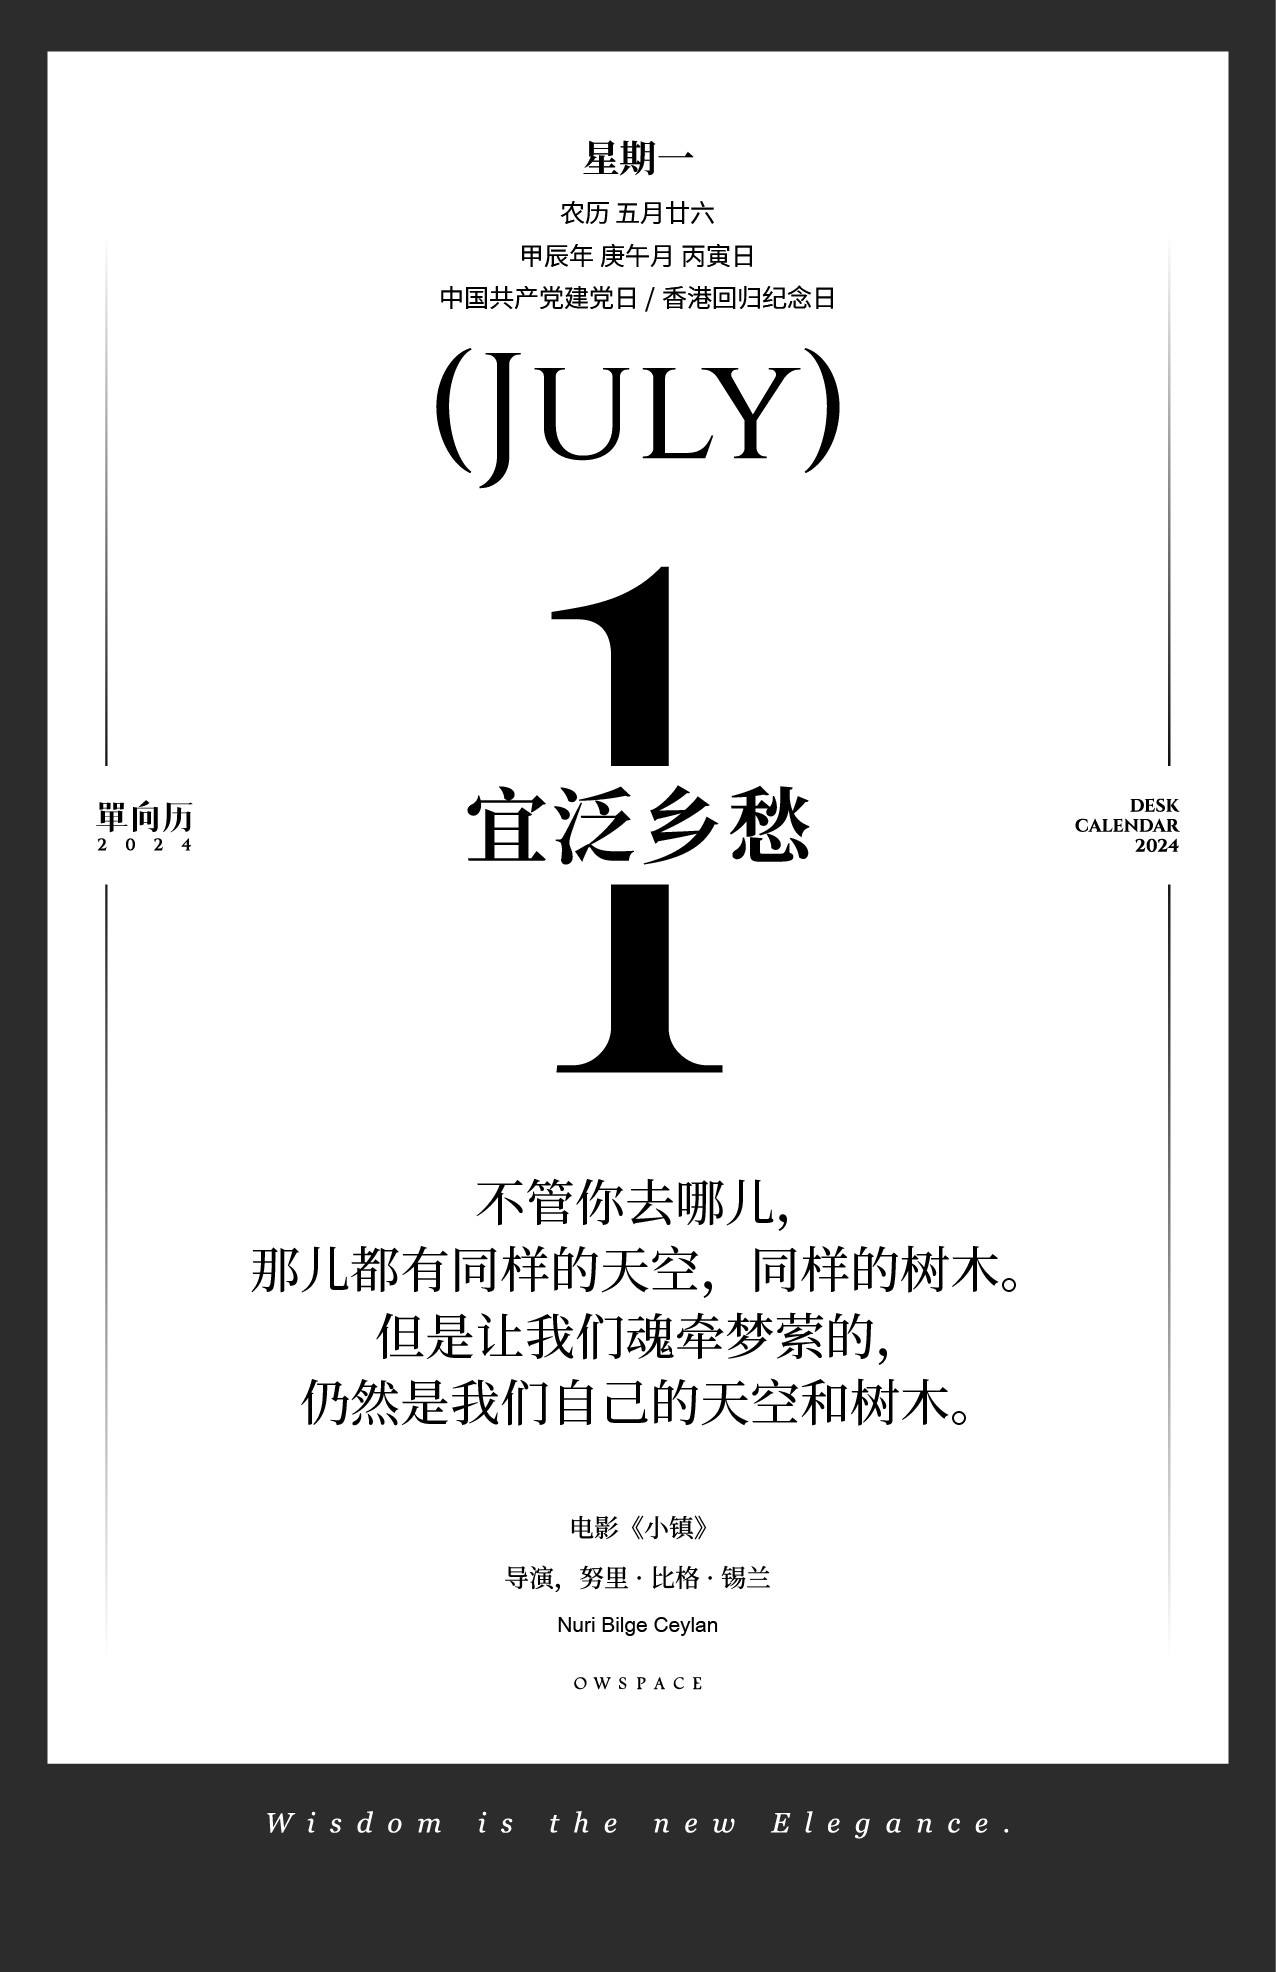 星期一
农历 五月廿六
甲辰年 庚午月 丙寅日
中国共产党建党日 / 香港回归纪念日
(JULY)
1
單向历
2024
宜泛乡愁
DESK
CALENDAR
2024
不管你去哪儿，
那儿都有同样的天空，同样的树木。
但是让我们魂牵梦萦的，
仍然是我们自己的天空和树木。
电影《小镇》
导演，努里·比格·锡兰
Nuri Bilge Ceylan
OWSPACE
Wisdom is the new Elegance.